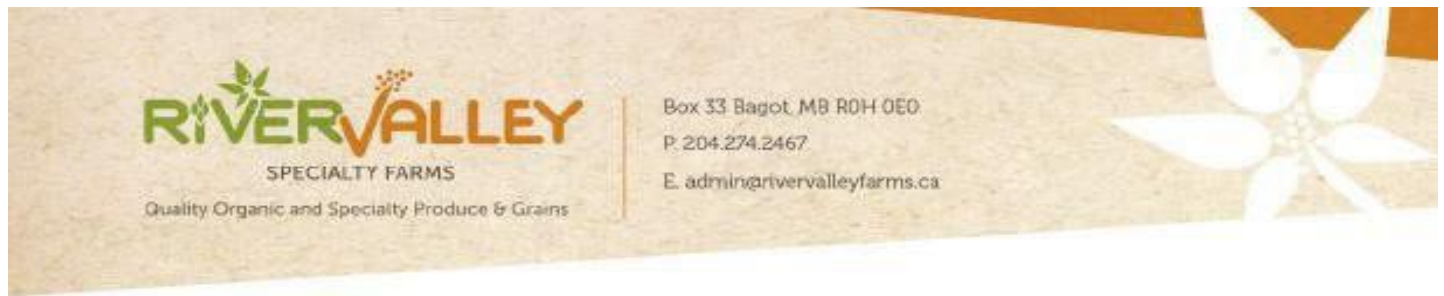 RIVERVALLEY
SPECIALTY FARMS
Quality Organic and Specialty Produce & Grains
Box 33 Bagot, MB R0H 0E0
P. 204.274.2467
E. admin@rivervalleyfarms.ca